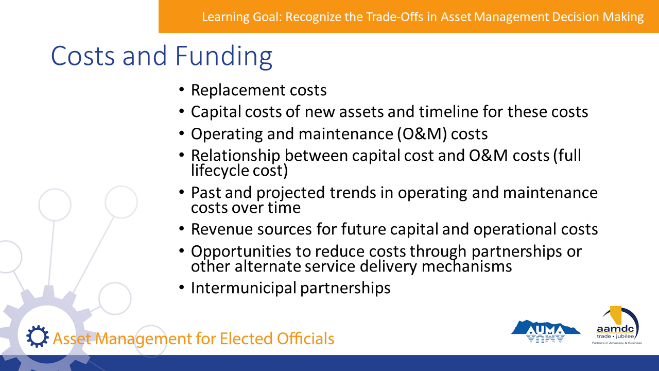 Learning Goal: Recognize the Trade-Offs in Asset Management Decision Making
Costs and Funding
• Replacement costs
• Capital costs of new assets and timeline for these costs
• Operating and maintenance (O&M) costs
• Relationship between capital cost and O&M costs (full
lifecycle cost)
• Past and projected trends in operating and maintenance
costs over time
• Revenue sources for future capital and operational costs
• Opportunities to reduce costs through partnerships or
other alternate service delivery mechanisms
• Intermunicipal partnerships
Asset Management for Elected Officials
AUMA
aamdc
trade • jubilee